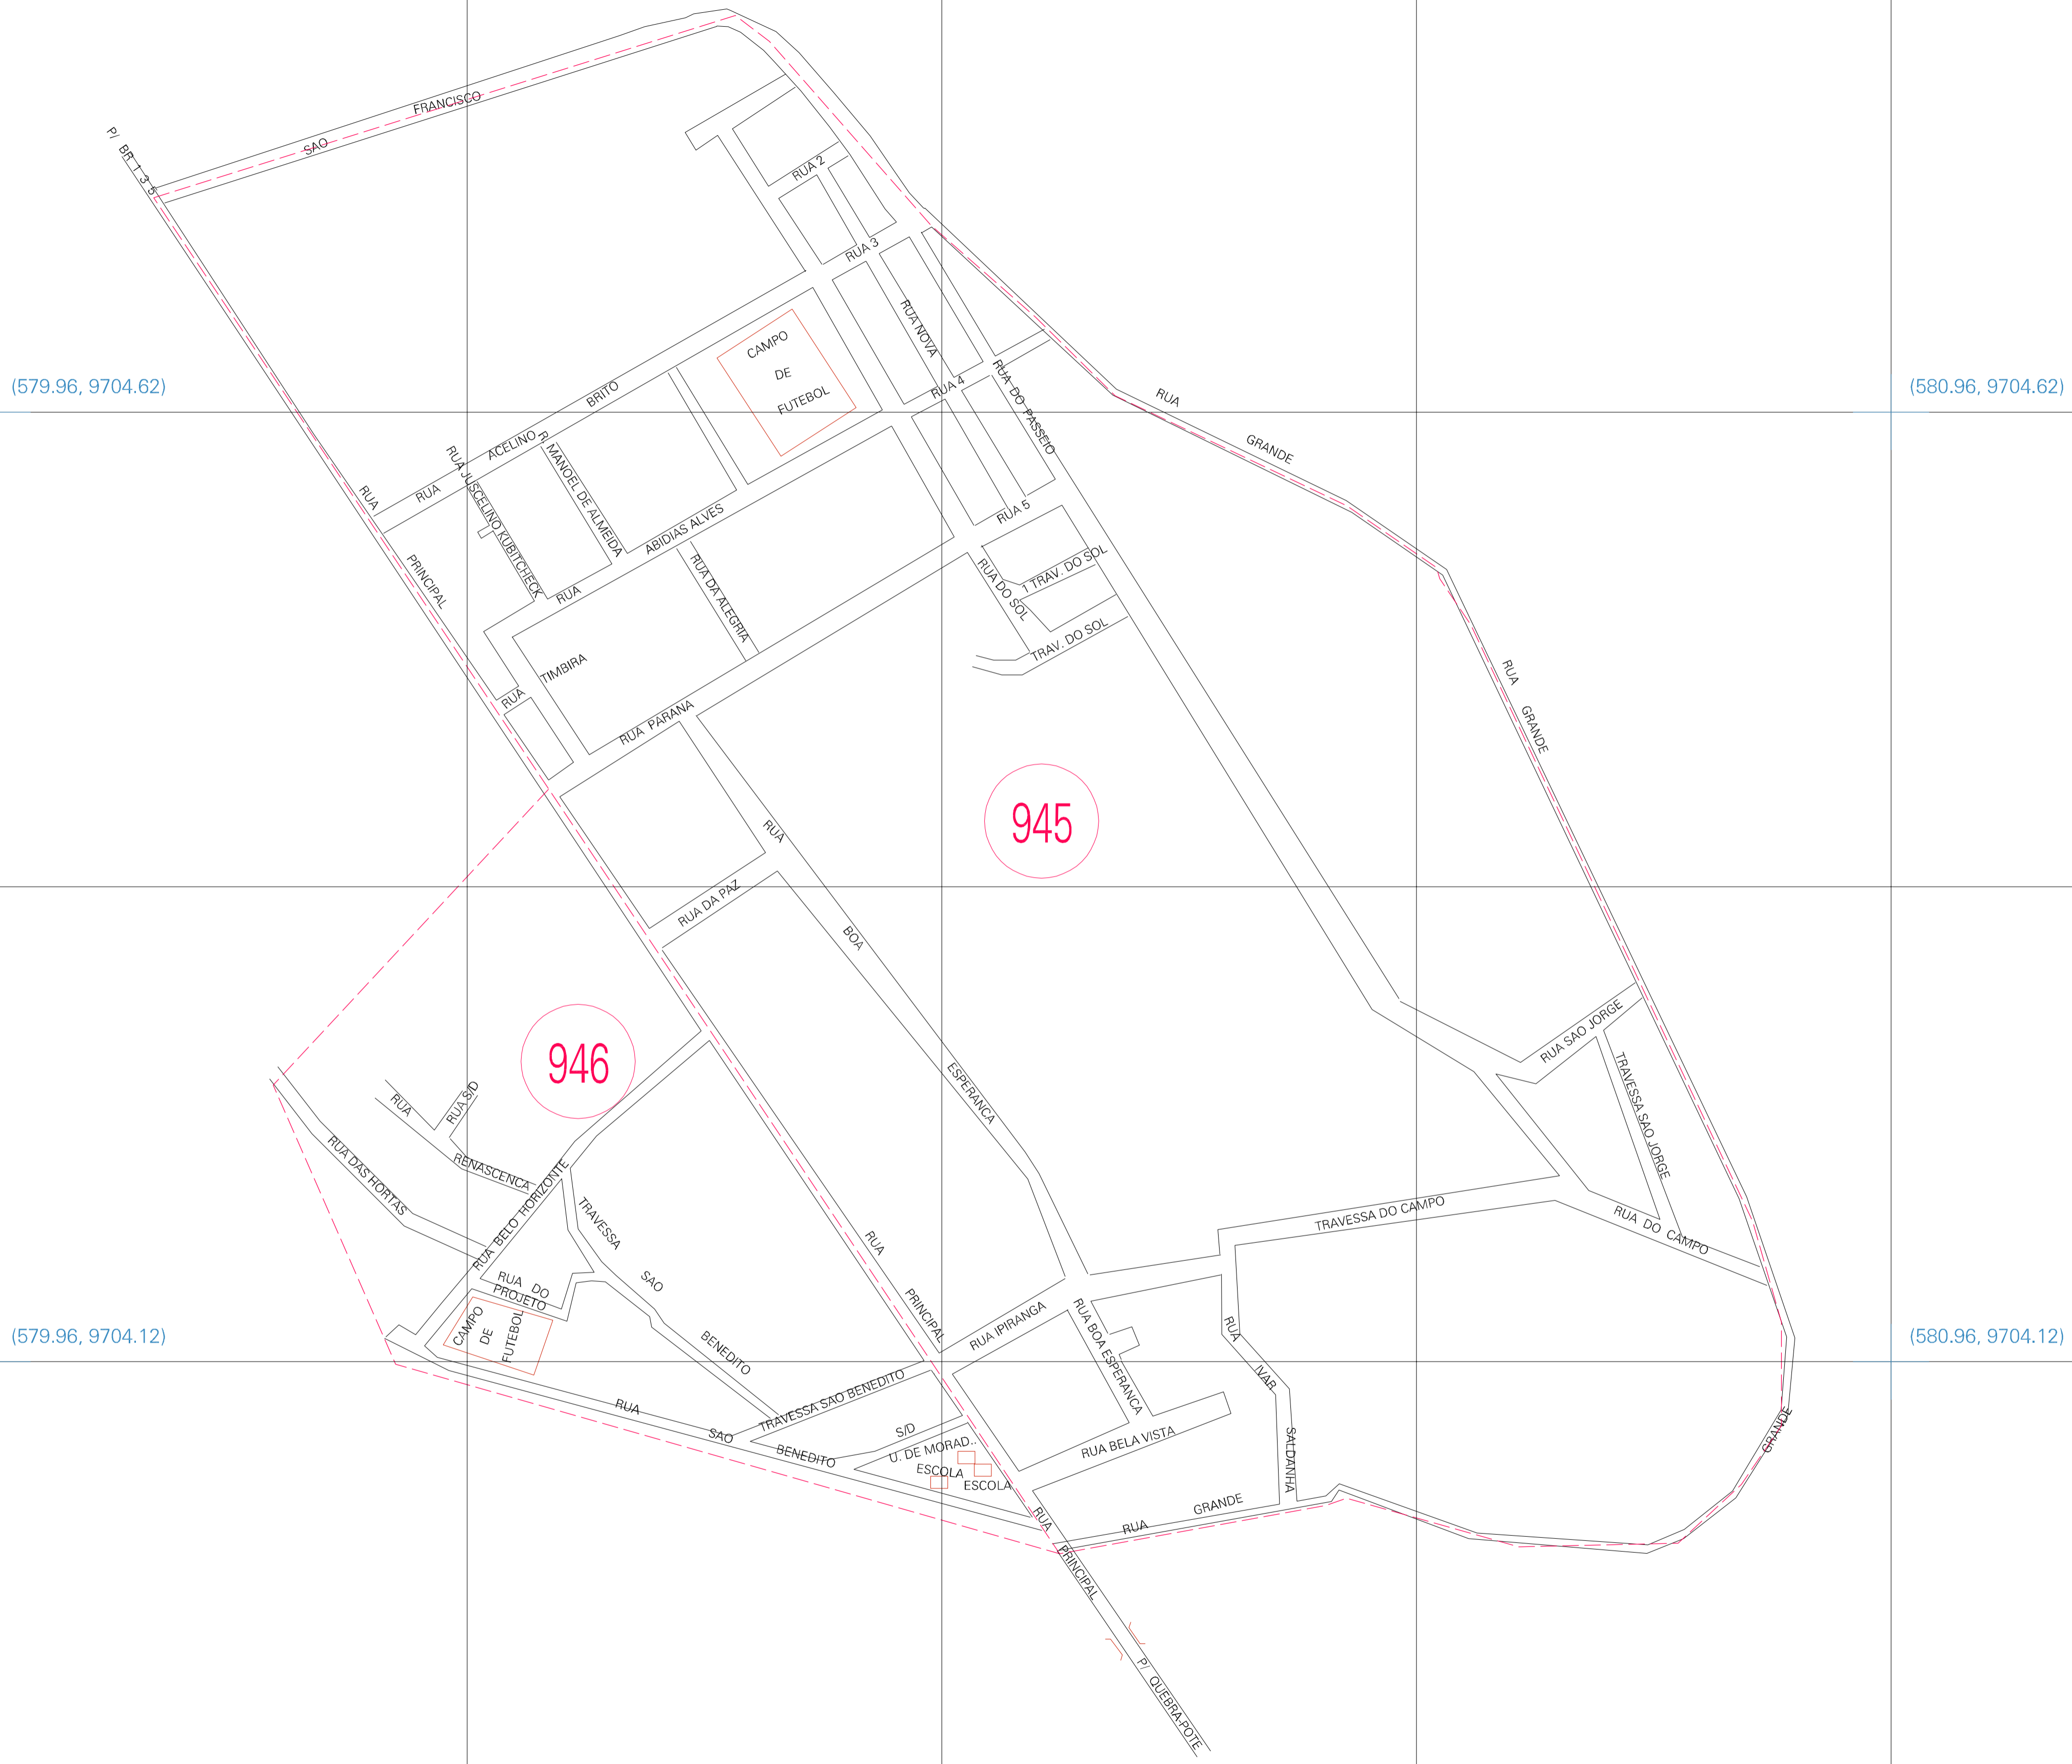 FRANCISCO
SAO
P/ BR 135
RUA 2
RUA 3
RUA NOVA
CAMPO
DE
FUTEBOL
RUA 4
RUA DO PASSEIO
(579.96, 9704.62)
(580.96, 9704.62)
RUA
GRANDE
BRITO
ACELINO
RUA
R. MANOEL DE ALMEIDA
RUA JUSCELINO KUBITCHECK
RUA
PRINCIPAL
ABIDIAS ALVES
RUA
RUA 5
1 TRAV. DO SOL
RUA DO SOL
TRAV. DO SOL
RUA DA ALEGRIA
TIMBIRA
RUA
RUA PARANA
RUA
GRANDE
945
RUA
BOA
ESPERANCA
RUA DA PAZ
946
RUA SAO JORGE
TRAVESSA SAO JORGE
RUA
RUA S/D
RENASCENCA
RUA DAS HORTAS
RUA BELO HORIZONTE
TRAVESSA
SAO
BENEDITO
RUA DO
PROJETO
CAMPO
DE
FUTEBOL
RUA
PRINCIPAL
TRAVESSA DO CAMPO
RUA DO CAMPO
RUA IPIRANGA
RUA BOA ESPERANCA
RUA
IVAR
SALDANHA
(579.96, 9704.12)
(580.96, 9704.12)
RUA
SAO
BENEDITO
TRAVESSA SAO BENEDITO
S/D
U. DE MORAD..
ESCOLA
ESCOLA
RUA BELA VISTA
GRANDE
RUA
GRANDE
RUA
PRINCIPAL
P/ QUEBRA-POTE